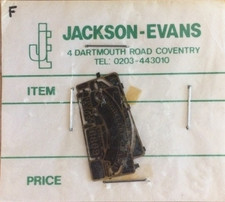 F
JACKSON-EVANS
4 DARTMOUTH ROAD COVENTRY
TEL: 0203-443010
ITEM
PRICE